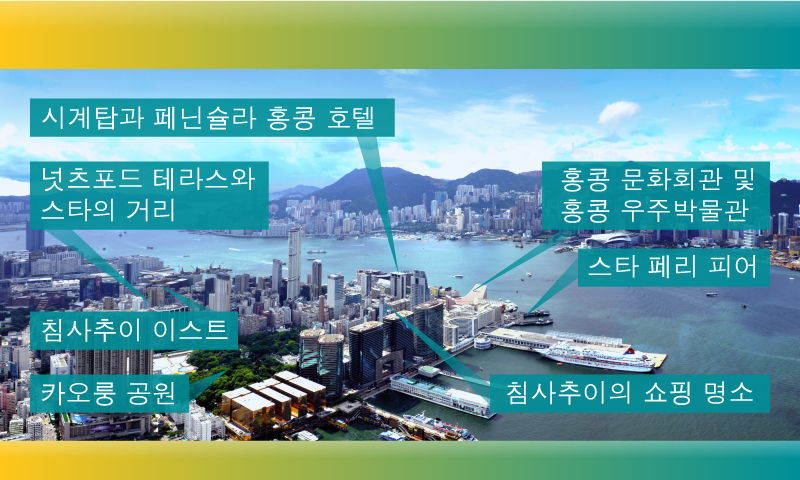 시계탑과 페닌슐라 홍콩 호텔
넛츠포드 테라스와
스타의 거리
홍콩 문화회관 및
홍콩 우주박물관
스타 페리 피어
침사추이 이스트
카오룽 공원
침사추이의 쇼핑 명소